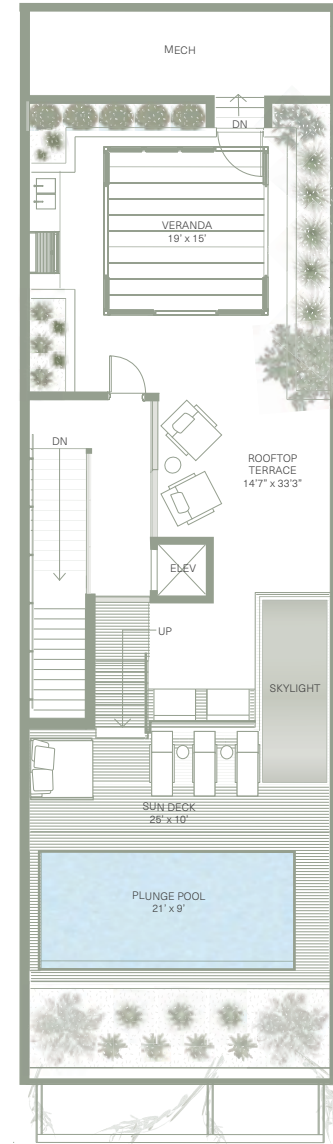 MECH
DN
VERANDA
19' x 15'
DN
ROOFTOP
TERRACE
14'7" x 33'3"
ELEV
UP
SKYLIGHT
SUN DECK
25' x 10'
PLUNGE POOL
21' x 9'